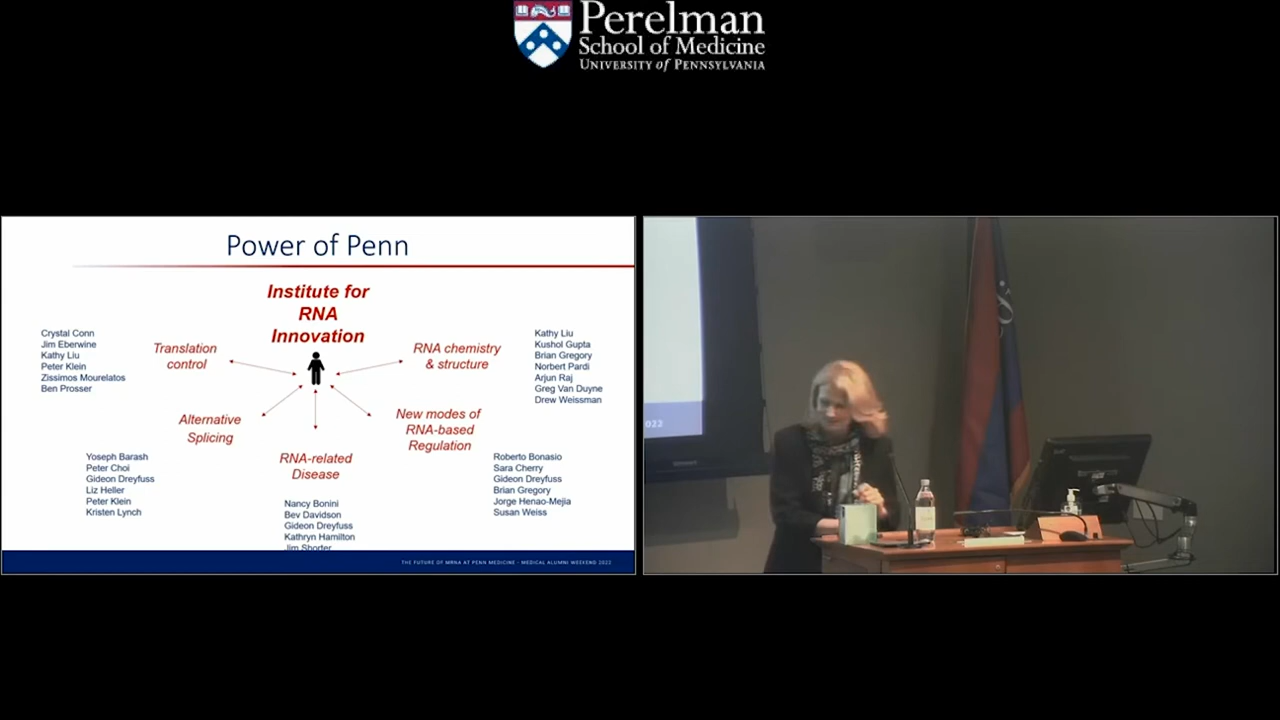 Perelman
School of Medicine
UNIVERSITY of PENNSYLVANIA
Power of Penn
Institute for
RNA
Innovation
Crystal Conn
Jim Eberwine
Kathy Liu
Peter Klein
Zissimos Mourelatos
Ben Prosser
Translation
control
RNA chemistry
& structure
Kathy Liu
Kushol Gupta
Brian Gregory
Norbert Pardi
Arjun Raj
Greg Van Duyne
Drew Weissman
Alternative
Splicing
New modes of
RNA-based
Regulation
Yoseph Barash
Peter Choi
Gideon Dreyfuss
Liz Heller
Peter Klein
Kristen Lynch
RNA-related
Disease
Nancy Bonini
Bev Davidson
Gideon Dreyfuss
Kathryn Hamilton
Jim Shorter
Roberto Bonasio
Sara Cherry
Gideon Dreyfuss
Brian Gregory
Jorge Henao-Mejia
Susan Weiss
THE FUTURE OF MRNA AT PENN MEDICINE - MEDICAL ALUMNI WEEKEND 2022
2022